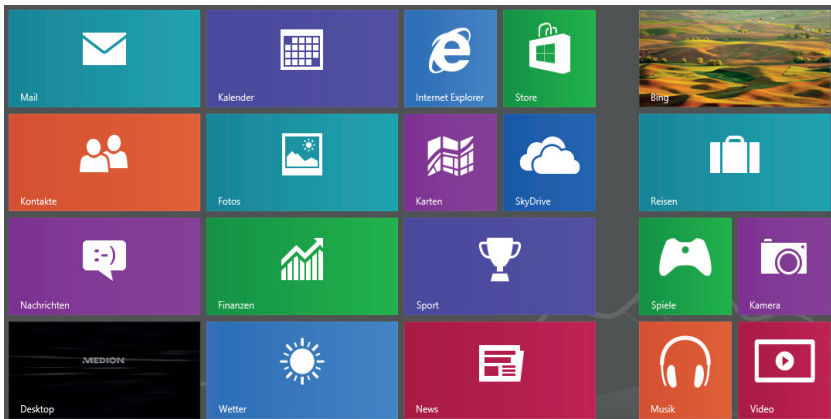 Mail
Kalender
Internet Explorer
Store
Bing
Kontakte
Fotos
Karten
SkyDrive
Reisen
:-)
Nachrichten
Finanzen
Sport
Spiele
Kamera
MEDION
Desktop
Wetter
News
Musik
Video